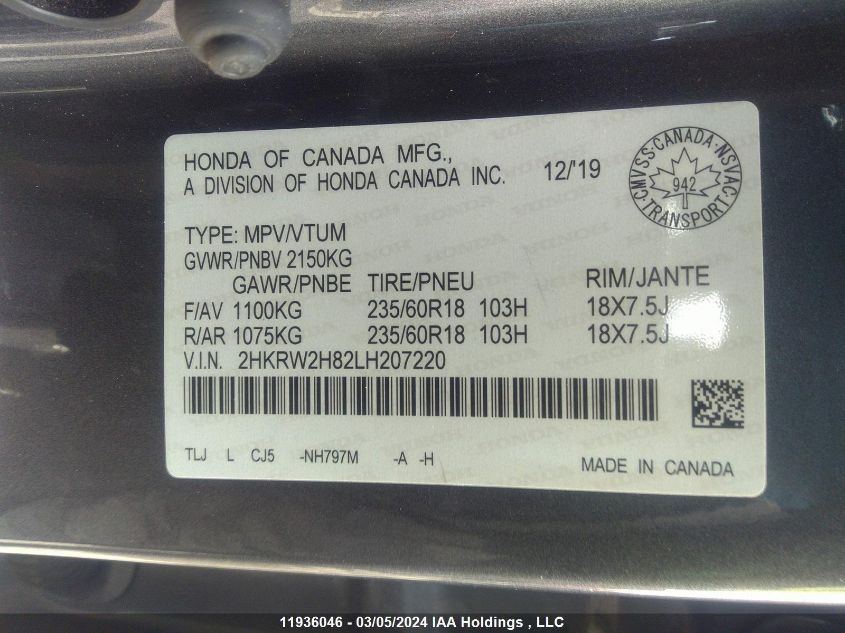 HONDA OF CANADA MFG.,
A DIVISION OF HONDA CANADA INC. 12/'19
CMVSS·CANADA·NSVAC
942
TRANSPORT
TYPE: MPV/VTUM
GVWR/PNBV 2150KG
GAWR/PNBE TIRE/PNEU RIM/JANTE
F/AV 1100KG 235/60R18 103H 18X7.5J
R/AR 1075KG 235/60R18 103H 18X7.5J
V.I.N. 2HKRW2H82LH207220
TLJ L CJ5 -NH797M -A -H
MADE IN CANADA
11936046 - 03/05/2024 IAA Holdings , LLC